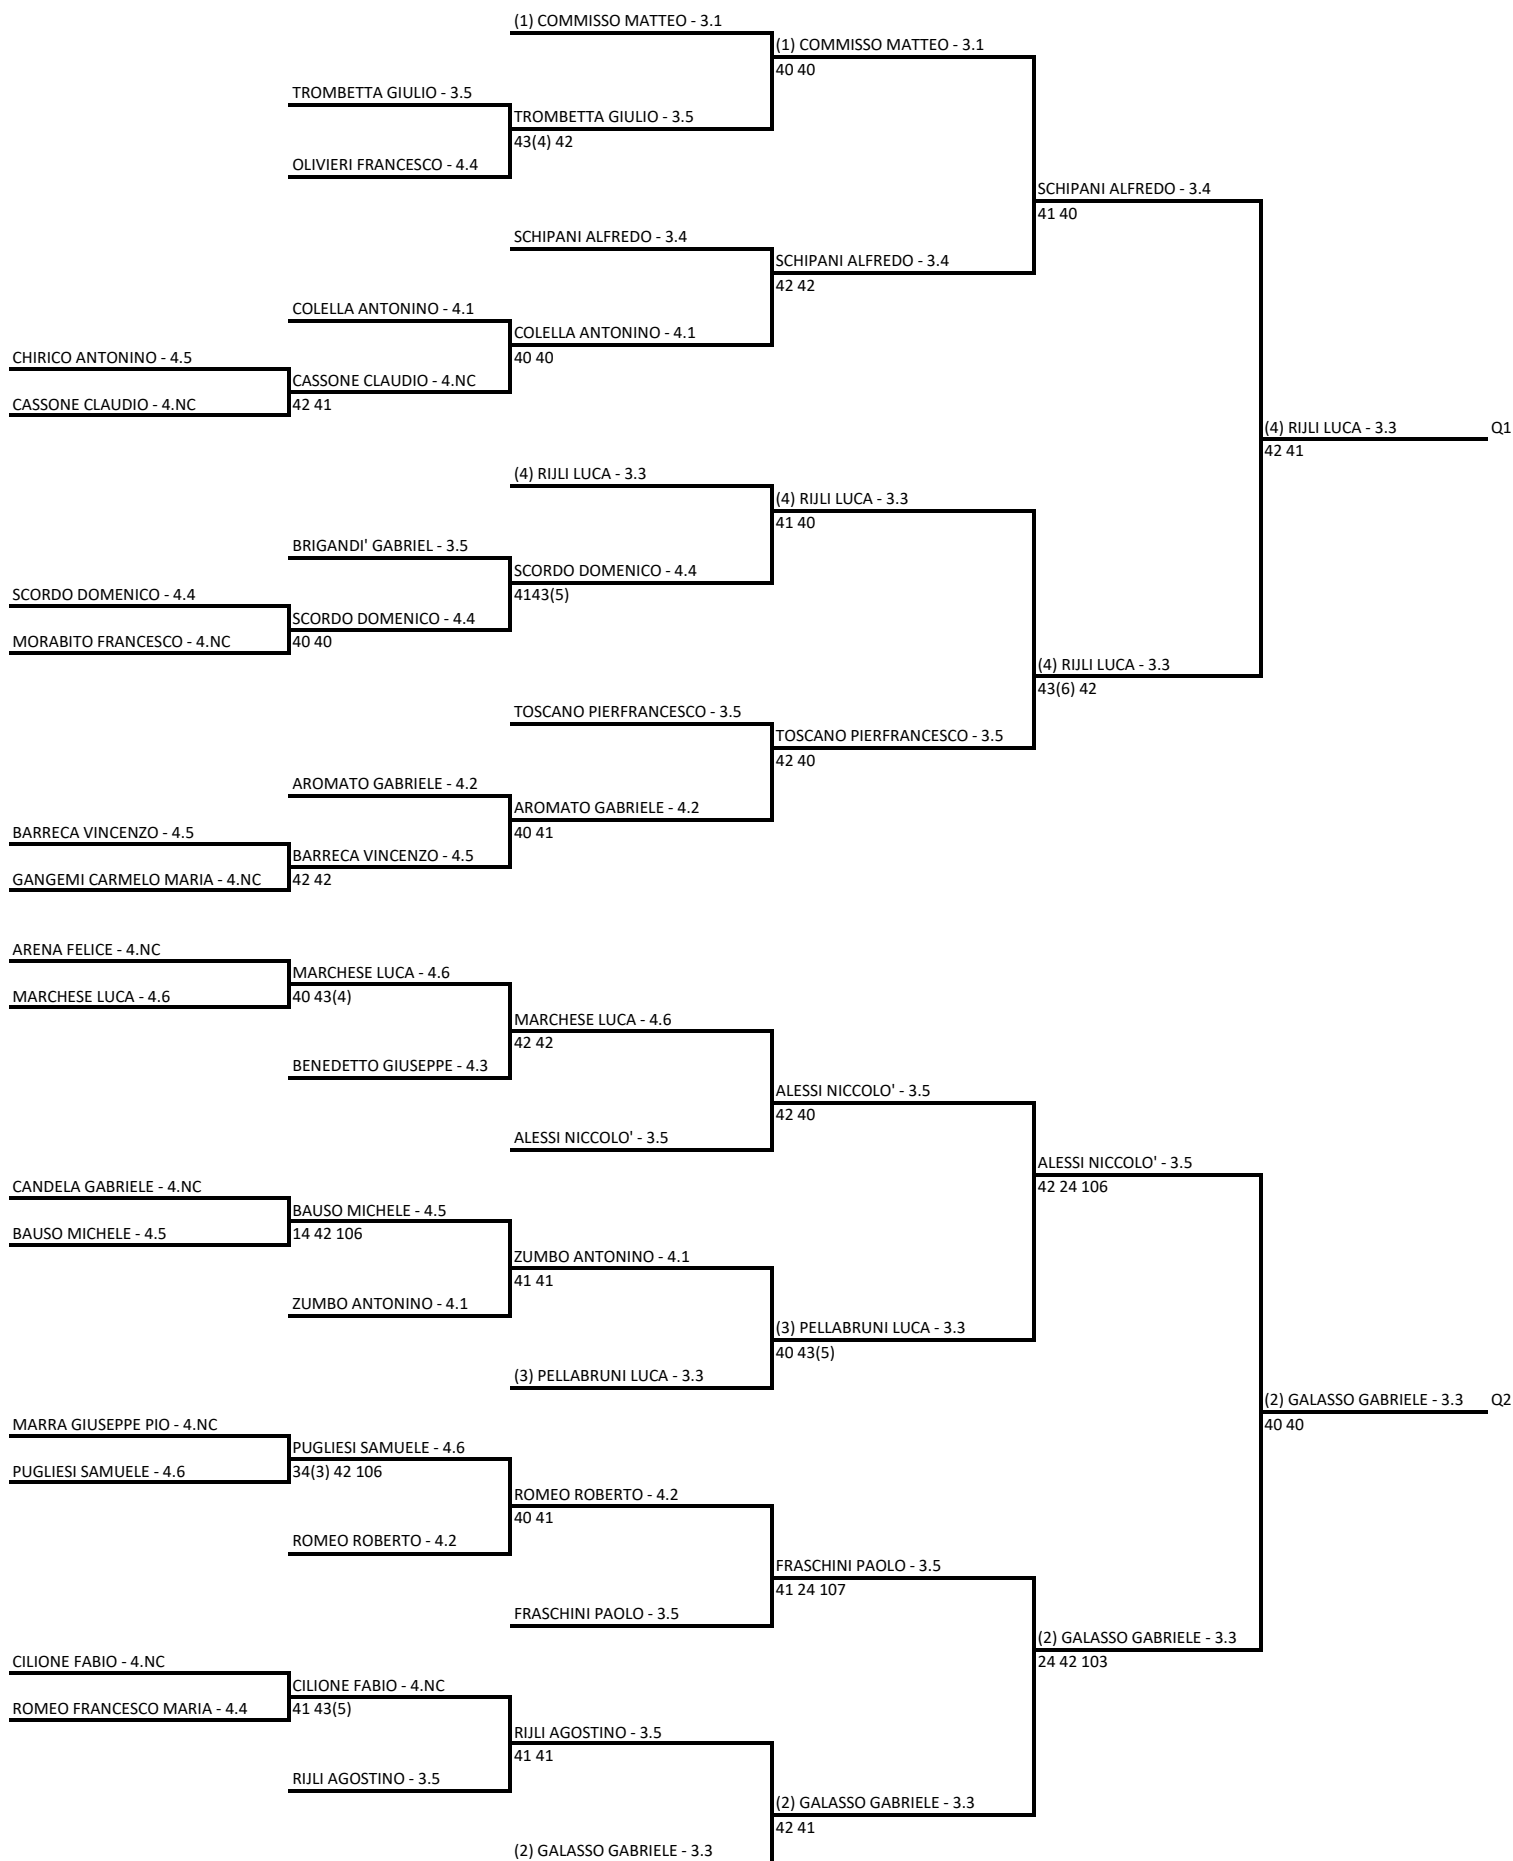 (1) COMMISSO MATTEO - 3.1
(1) COMMISSO MATTEO - 3.1
40 40
TROMBETTA GIULIO - 3.5
TROMBETTA GIULIO - 3.5
43(4) 42
OLIVIERI FRANCESCO - 4.4
SCHIPANI ALFREDO - 3.4
41 40
SCHIPANI ALFREDO - 3.4
SCHIPANI ALFREDO - 3.4
42 42
COLELLA ANTONINO - 4.1
COLELLA ANTONINO - 4.1
40 40
CHIRICO ANTONINO - 4.5
CASSONE CLAUDIO - 4.NC
42 41
CASSONE CLAUDIO - 4.NC
(4) RIJLI LUCA - 3.3 Q1
42 41
(4) RIJLI LUCA - 3.3
(4) RIJLI LUCA - 3.3
41 40
BRIGANDI' GABRIEL - 3.5
SCORDO DOMENICO - 4.4
4143(5)
SCORDO DOMENICO - 4.4
SCORDO DOMENICO - 4.4
40 40
MORABITO FRANCESCO - 4.NC
(4) RIJLI LUCA - 3.3
43(6) 42
TOSCANO PIERFRANCESCO - 3.5
TOSCANO PIERFRANCESCO - 3.5
42 40
AROMATO GABRIELE - 4.2
AROMATO GABRIELE - 4.2
40 41
BARRECA VINCENZO - 4.5
BARRECA VINCENZO - 4.5
42 42
GANGEMI CARMELO MARIA - 4.NC
ARENA FELICE - 4.NC
MARCHESE LUCA - 4.6
40 43(4)
MARCHESE LUCA - 4.6
MARCHESE LUCA - 4.6
42 42
BENEDETTO GIUSEPPE - 4.3
ALESSI NICCOLO' - 3.5
42 40
ALESSI NICCOLO' - 3.5
ALESSI NICCOLO' - 3.5
42 24 106
CANDELA GABRIELE - 4.NC
BAUSO MICHELE - 4.5
14 42 106
BAUSO MICHELE - 4.5
ZUMBO ANTONINO - 4.1
41 41
ZUMBO ANTONINO - 4.1
(3) PELLABRUNI LUCA - 3.3
40 43(5)
(3) PELLABRUNI LUCA - 3.3
(2) GALASSO GABRIELE - 3.3 Q2
40 40
MARRA GIUSEPPE PIO - 4.NC
PUGLIESI SAMUELE - 4.6
34(3) 42 106
PUGLIESI SAMUELE - 4.6
ROMEO ROBERTO - 4.2
40 41
ROMEO ROBERTO - 4.2
FRASCHINI PAOLO - 3.5
41 24 107
FRASCHINI PAOLO - 3.5
(2) GALASSO GABRIELE - 3.3
24 42 103
CILIONE FABIO - 4.NC
CILIONE FABIO - 4.NC
41 43(5)
ROMEO FRANCESCO MARIA - 4.4
RIJLI AGOSTINO - 3.5
41 41
RIJLI AGOSTINO - 3.5
(2) GALASSO GABRIELE - 3.3
42 41
(2) GALASSO GABRIELE - 3.3